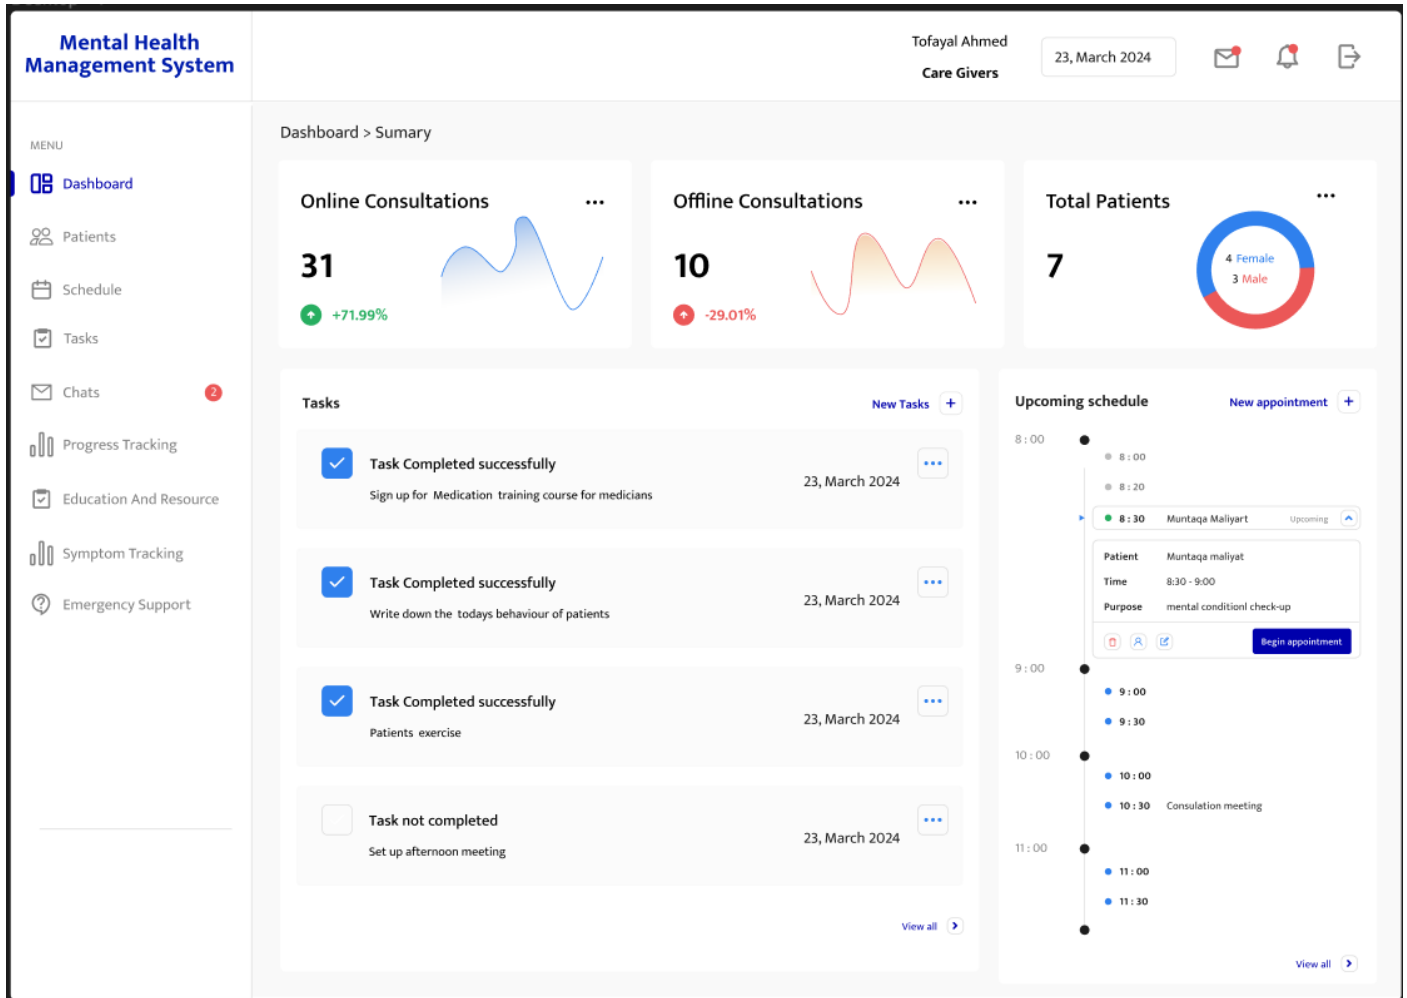 Mental Health
Management System
Tofayal Ahmed
Care Givers
23, March 2024
MENU
Dashboard
Patients
Schedule
Tasks
Chats
2
Progress Tracking
Education And Resource
Symptom Tracking
Emergency Support
Dashboard > Sumary
Online Consultations
31
+71.99%
Offline Consultations
10
-29.01%
Total Patients
7
4 Female
3 Male
Tasks
New Tasks +
Task Completed successfully
Sign up for Medication training course for medicians
23, March 2024
Task Completed successfully
Write down the todays behaviour of patients
23, March 2024
Task Completed successfully
Patients exercise
23, March 2024
Task not completed
Set up afternoon meeting
23, March 2024
View all
Upcoming schedule
New appointment +
8 : 00
8 : 00
8 : 20
8 : 30 Muntaqa Maliyart Upcoming
Patient Muntaqa maliyat
Time 8:30 - 9:00
Purpose mental conditionl check-up
Begin appointment
9 : 00
9 : 00
9 : 30
10 : 00
10 : 00
10 : 30 Consulation meeting
11 : 00
11 : 00
11 : 30
View all